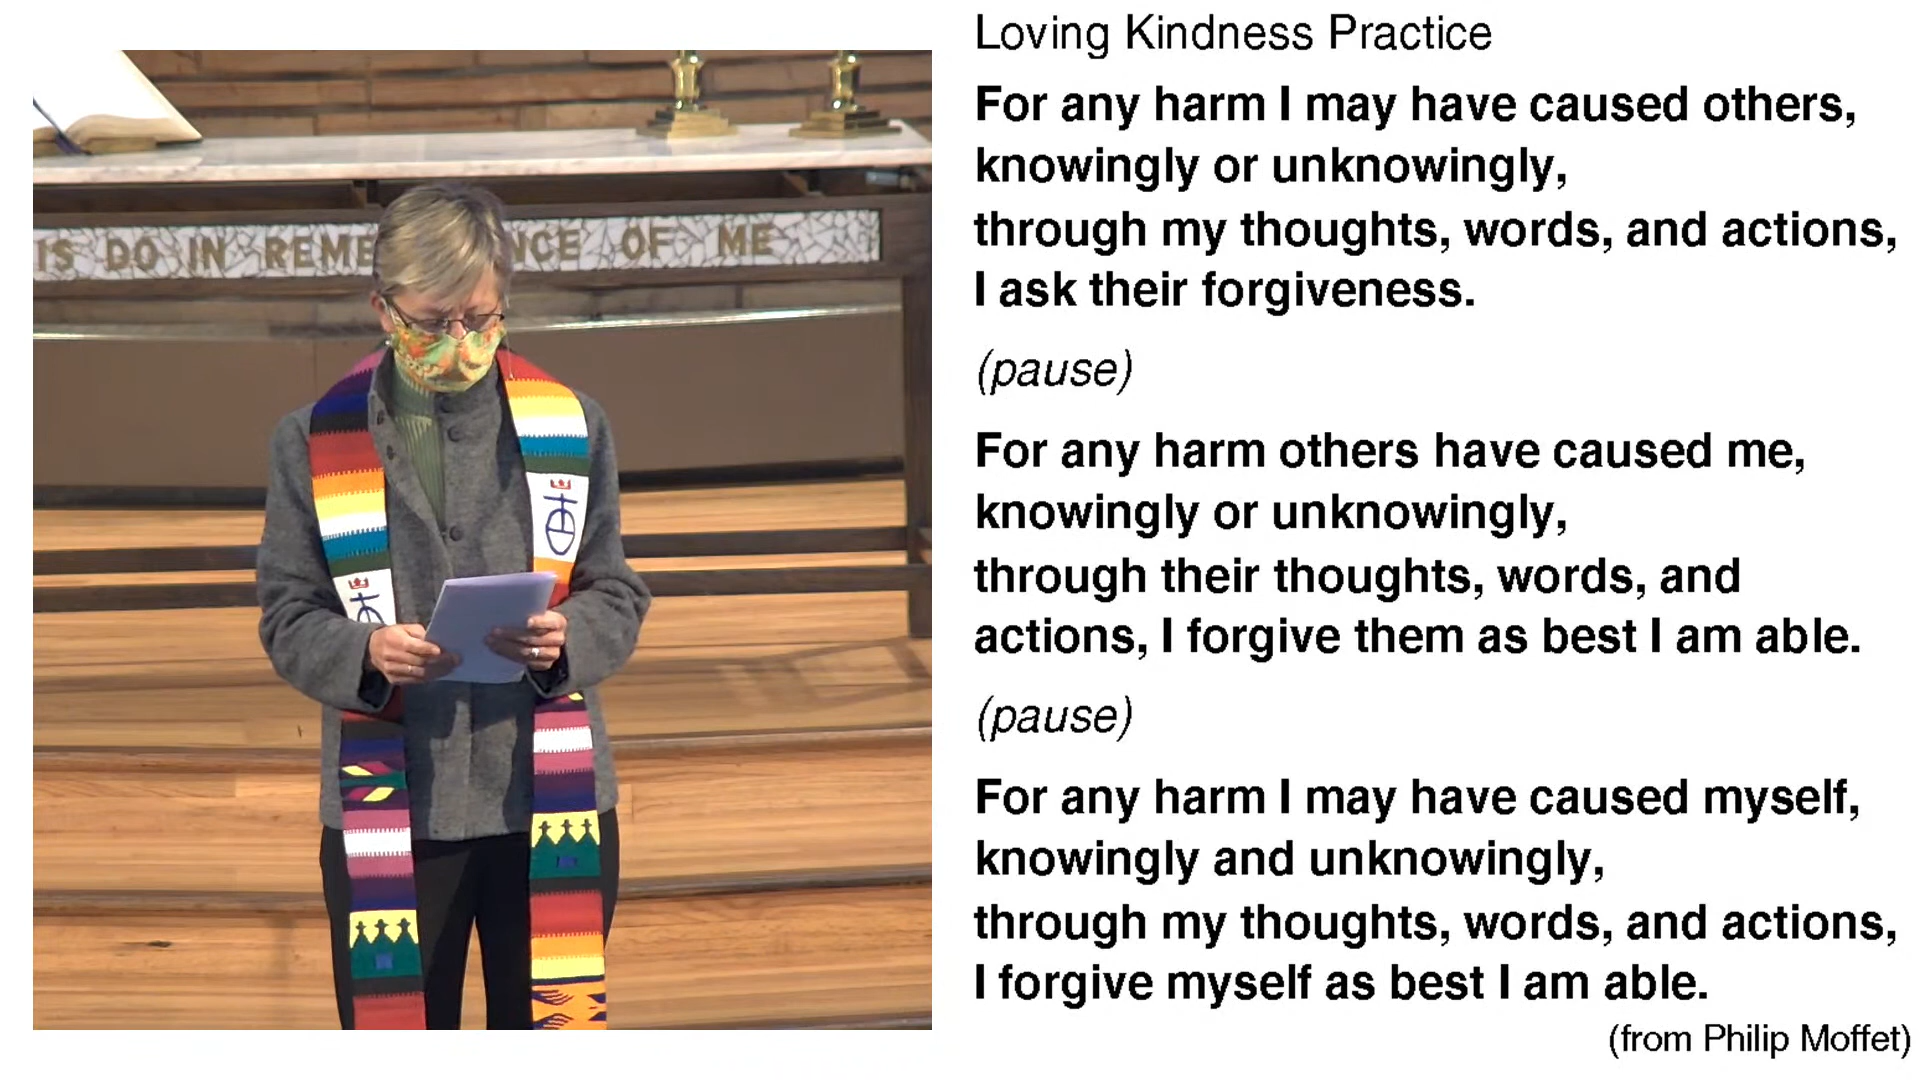 IS DO IN REME NCE OF ME
Loving Kindness Practice
For any harm I may have caused others,
knowingly or unknowingly,
through my thoughts, words, and actions,
I ask their forgiveness.
(pause)
For any harm others have caused me,
knowingly or unknowingly,
through their thoughts, words, and
actions, I forgive them as best I am able.
(pause)
For any harm I may have caused myself,
knowingly and unknowingly,
through my thoughts, words, and actions,
I forgive myself as best I am able.
(from Philip Moffet)